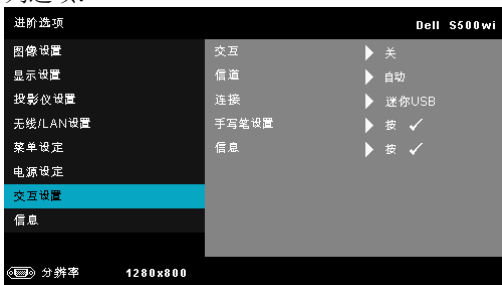 进阶选项 Dell S500wi
图像设置 交互 关
显示设置 信道 自动
投影仪设置 连接 迷你USB
无线/LAN设置 手写笔设置 按 ✓
菜单设定 信息 按 ✓
电源设定
交互设置
信息
分辨率 1280x800